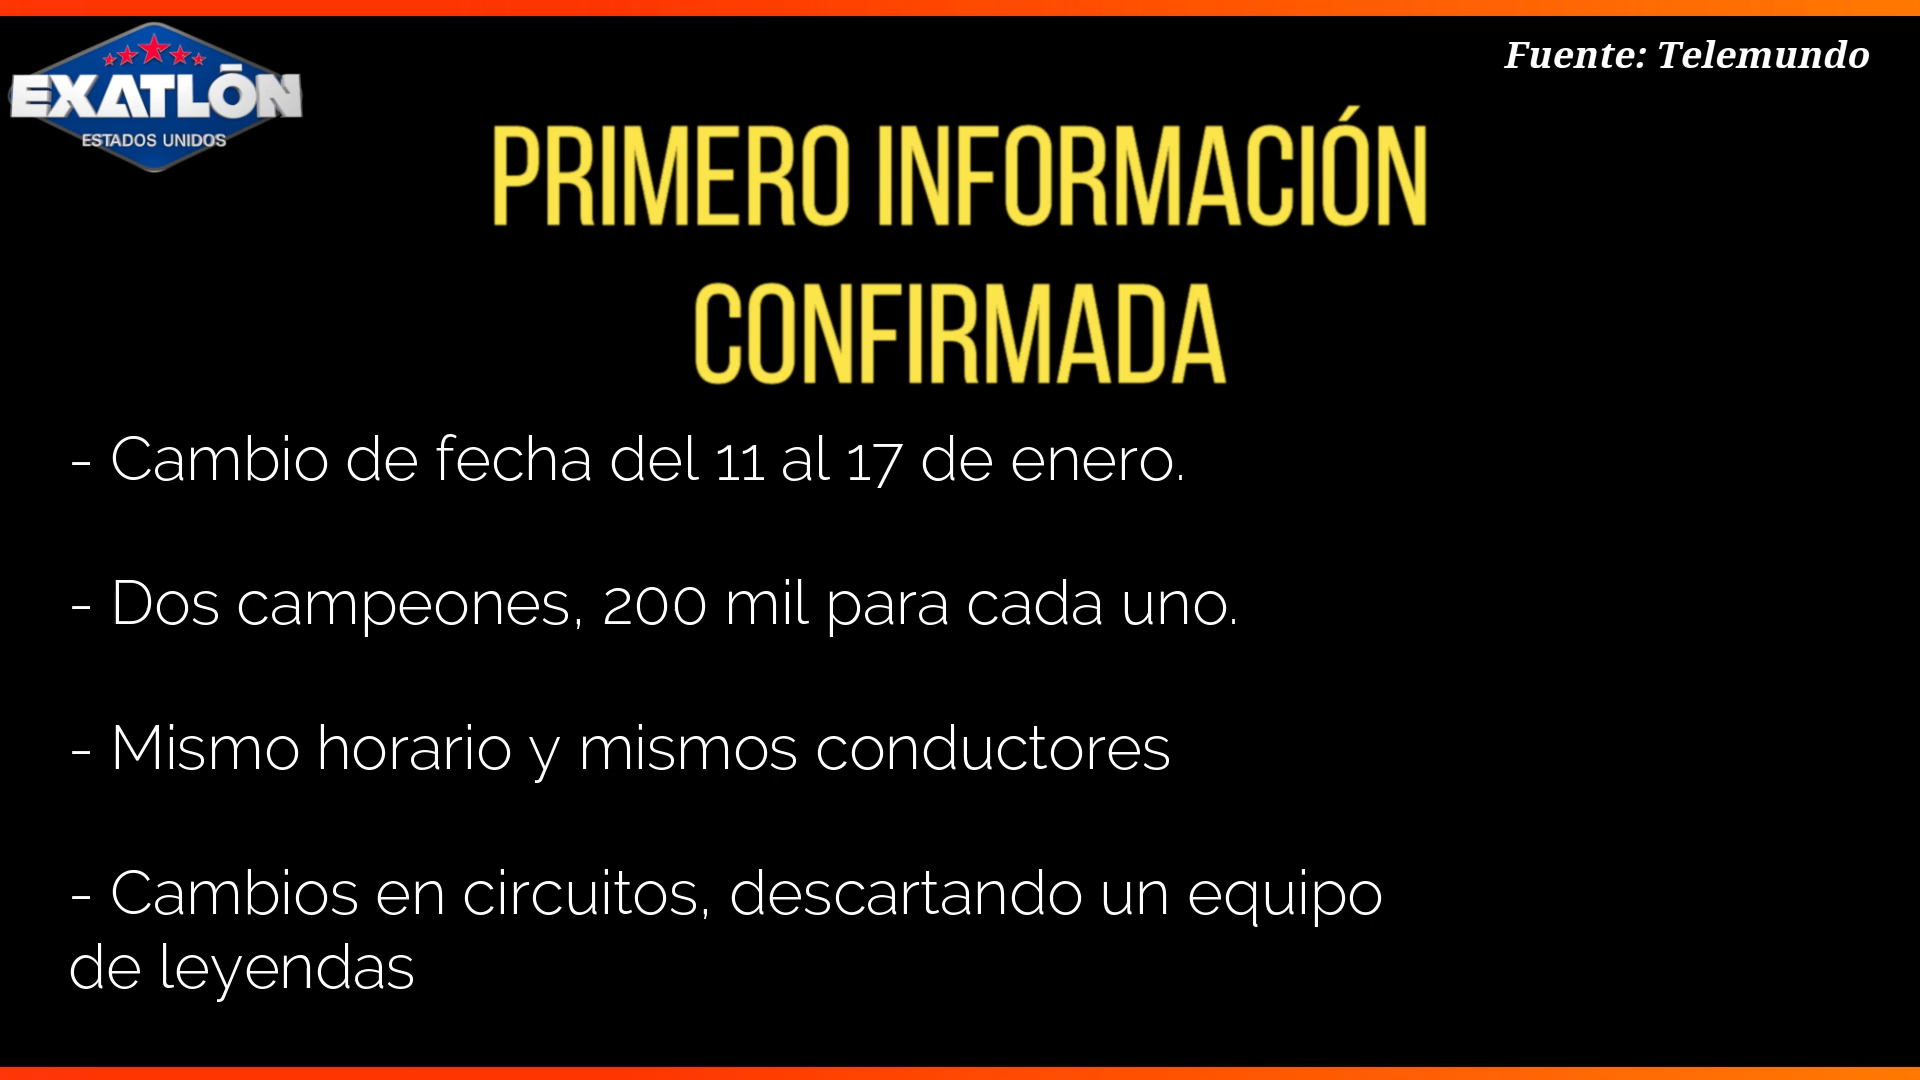 EXATLŌN
ESTADOS UNIDOS
Fuente: Telemundo
PRIMERO INFORMACIÓN
CONFIRMADA
- Cambio de fecha del 11 al 17 de enero.
- Dos campeones, 200 mil para cada uno.
- Mismo horario y mismos conductores
- Cambios en circuitos, descartando un equipo
de leyendas